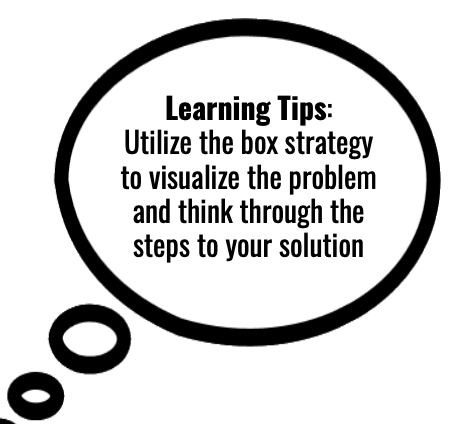 Learning Tips:
Utilize the box strategy
to visualize the problem
and think through the
steps to your solution